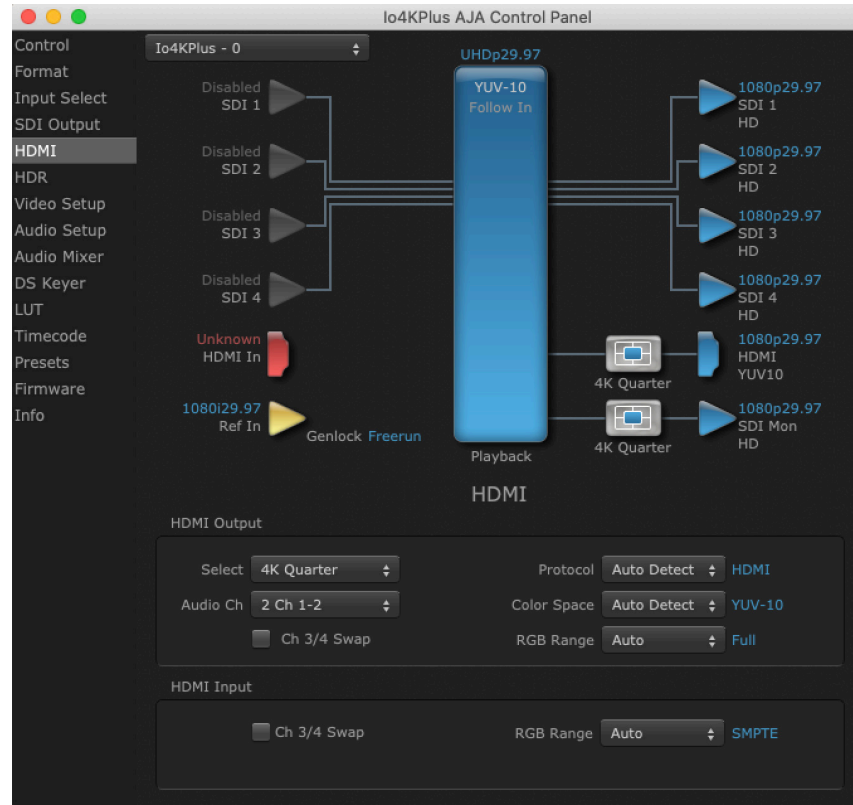 Io4KPlus AJA Control Panel
Control
Format
Input Select
SDI Output
HDMI
HDR
Video Setup
Audio Setup
Audio Mixer
DS Keyer
LUT
Timecode
Presets
Firmware
Info
Io4KPlus - 0
UHDp29.97
YUV-10
Follow In
Disabled
SDI 1
Disabled
SDI 2
Disabled
SDI 3
Disabled
SDI 4
Unknown
HDMI In
1080i29.97
Ref In
Genlock Freerun
Playback
1080p29.97
SDI 1
HD
1080p29.97
SDI 2
HD
1080p29.97
SDI 3
HD
1080p29.97
SDI 4
HD
4K Quarter
1080p29.97
HDMI
YUV10
4K Quarter
1080p29.97
SDI Mon
HD
HDMI
HDMI Output
Select 4K Quarter
Protocol Auto Detect HDMI
Audio Ch 2 Ch 1-2
Color Space Auto Detect YUV-10
Ch 3/4 Swap
RGB Range Auto Full
HDMI Input
Ch 3/4 Swap
RGB Range Auto SMPTE